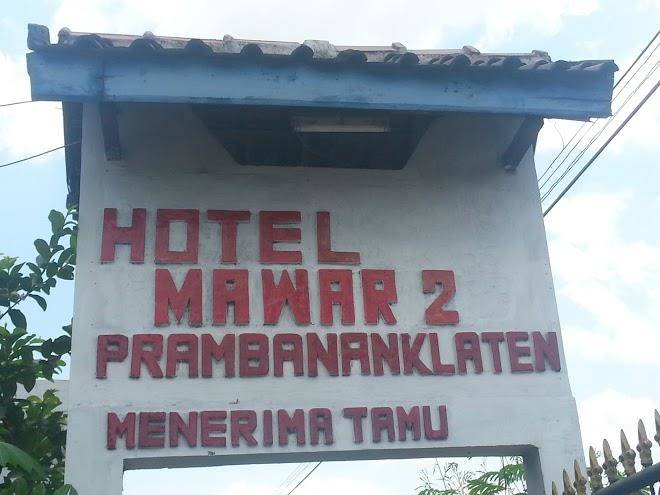 HOTEL
MAWAR 2
PRAMBANANKLATEN
MENERIMA TAMU